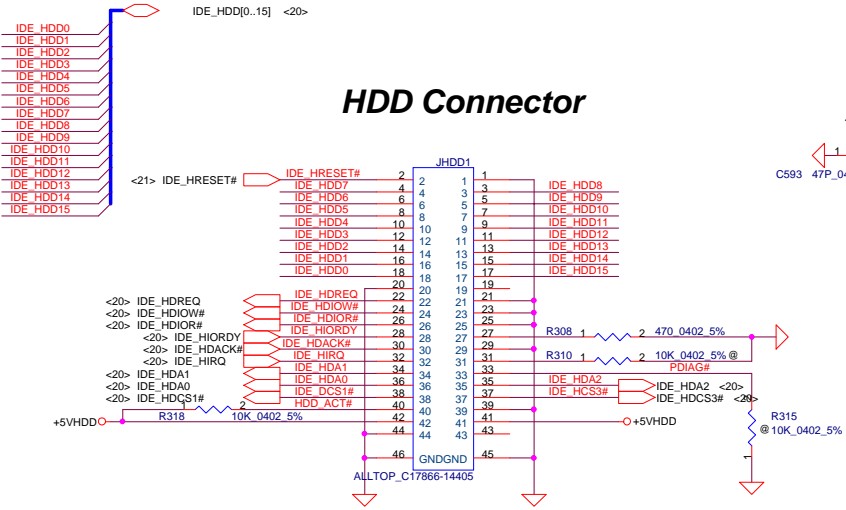 IDE_HDD[0..15] <20>
IDE_HDD0
IDE_HDD1
IDE_HDD2
IDE_HDD3
IDE_HDD4
IDE_HDD5
IDE_HDD6
IDE_HDD7
IDE_HDD8
IDE_HDD9
IDE_HDD10
IDE_HDD11
IDE_HDD12
IDE_HDD13
IDE_HDD14
IDE_HDD15
HDD Connector
1
C593 47P_04
JHDD1
<21> IDE_HRESET# IDE_HRESET# 2 2 1 1
IDE_HDD7 4 4 3 3 IDE_HDD8
IDE_HDD6 6 6 5 5 IDE_HDD9
IDE_HDD5 8 8 7 7 IDE_HDD10
IDE_HDD4 10 10 9 9 IDE_HDD11
IDE_HDD3 12 12 11 11 IDE_HDD12
IDE_HDD2 14 14 13 13 IDE_HDD13
IDE_HDD1 16 16 15 15 IDE_HDD14
IDE_HDD0 18 18 17 17 IDE_HDD15
20 20 19 19
<20> IDE_HDREQ IDE_HDREQ 22 22 21 21
<20> IDE_HDIOW# IDE_HDIOW# 24 24 23 23
<20> IDE_HDIOR# IDE_HDIOR# 26 26 25 25
<20> IDE_HIORDY IDE_HIORDY 28 28 27 27 R308 1 2 470_0402_5%
<20> IDE_HDACK# IDE_HDACK# 30 30 29 29
<20> IDE_HIRQ IDE_HIRQ 32 32 31 31 R310 1 2 10K_0402_5% @
<20> IDE_HDA1 IDE_HDA1 34 34 33 33 PDIAG#
<20> IDE_HDA0 IDE_HDA0 36 36 35 35 IDE_HDA2 IDE_HDA2 <20>
<20> IDE_HDCS1# IDE_DCS1# 38 38 37 37 IDE_HCS3# IDE_HDCS3# <20>
1 2 HDD_ACT# 40 40 39 39
+5VHDD R318 10K_0402_5% 42 42 41 41 +5VHDD
44 44 43 43
R315
@ 10K_0402_5%
1
46 GND GND 45
ALLTOP_C17866-14405